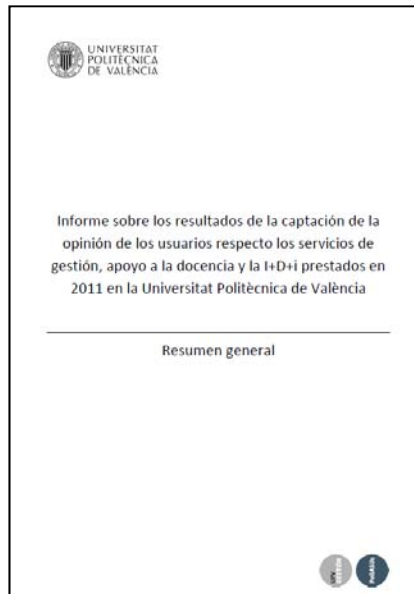 UNIVERSITAT
POLITÈCNICA
DE VALÈNCIA
Informe sobre los resultados de la captación de la
opinión de los usuarios respecto los servicios de
gestión, apoyo a la docencia y la I+D+i prestados en
2011 en la Universitat Politècnica de València
Resumen general